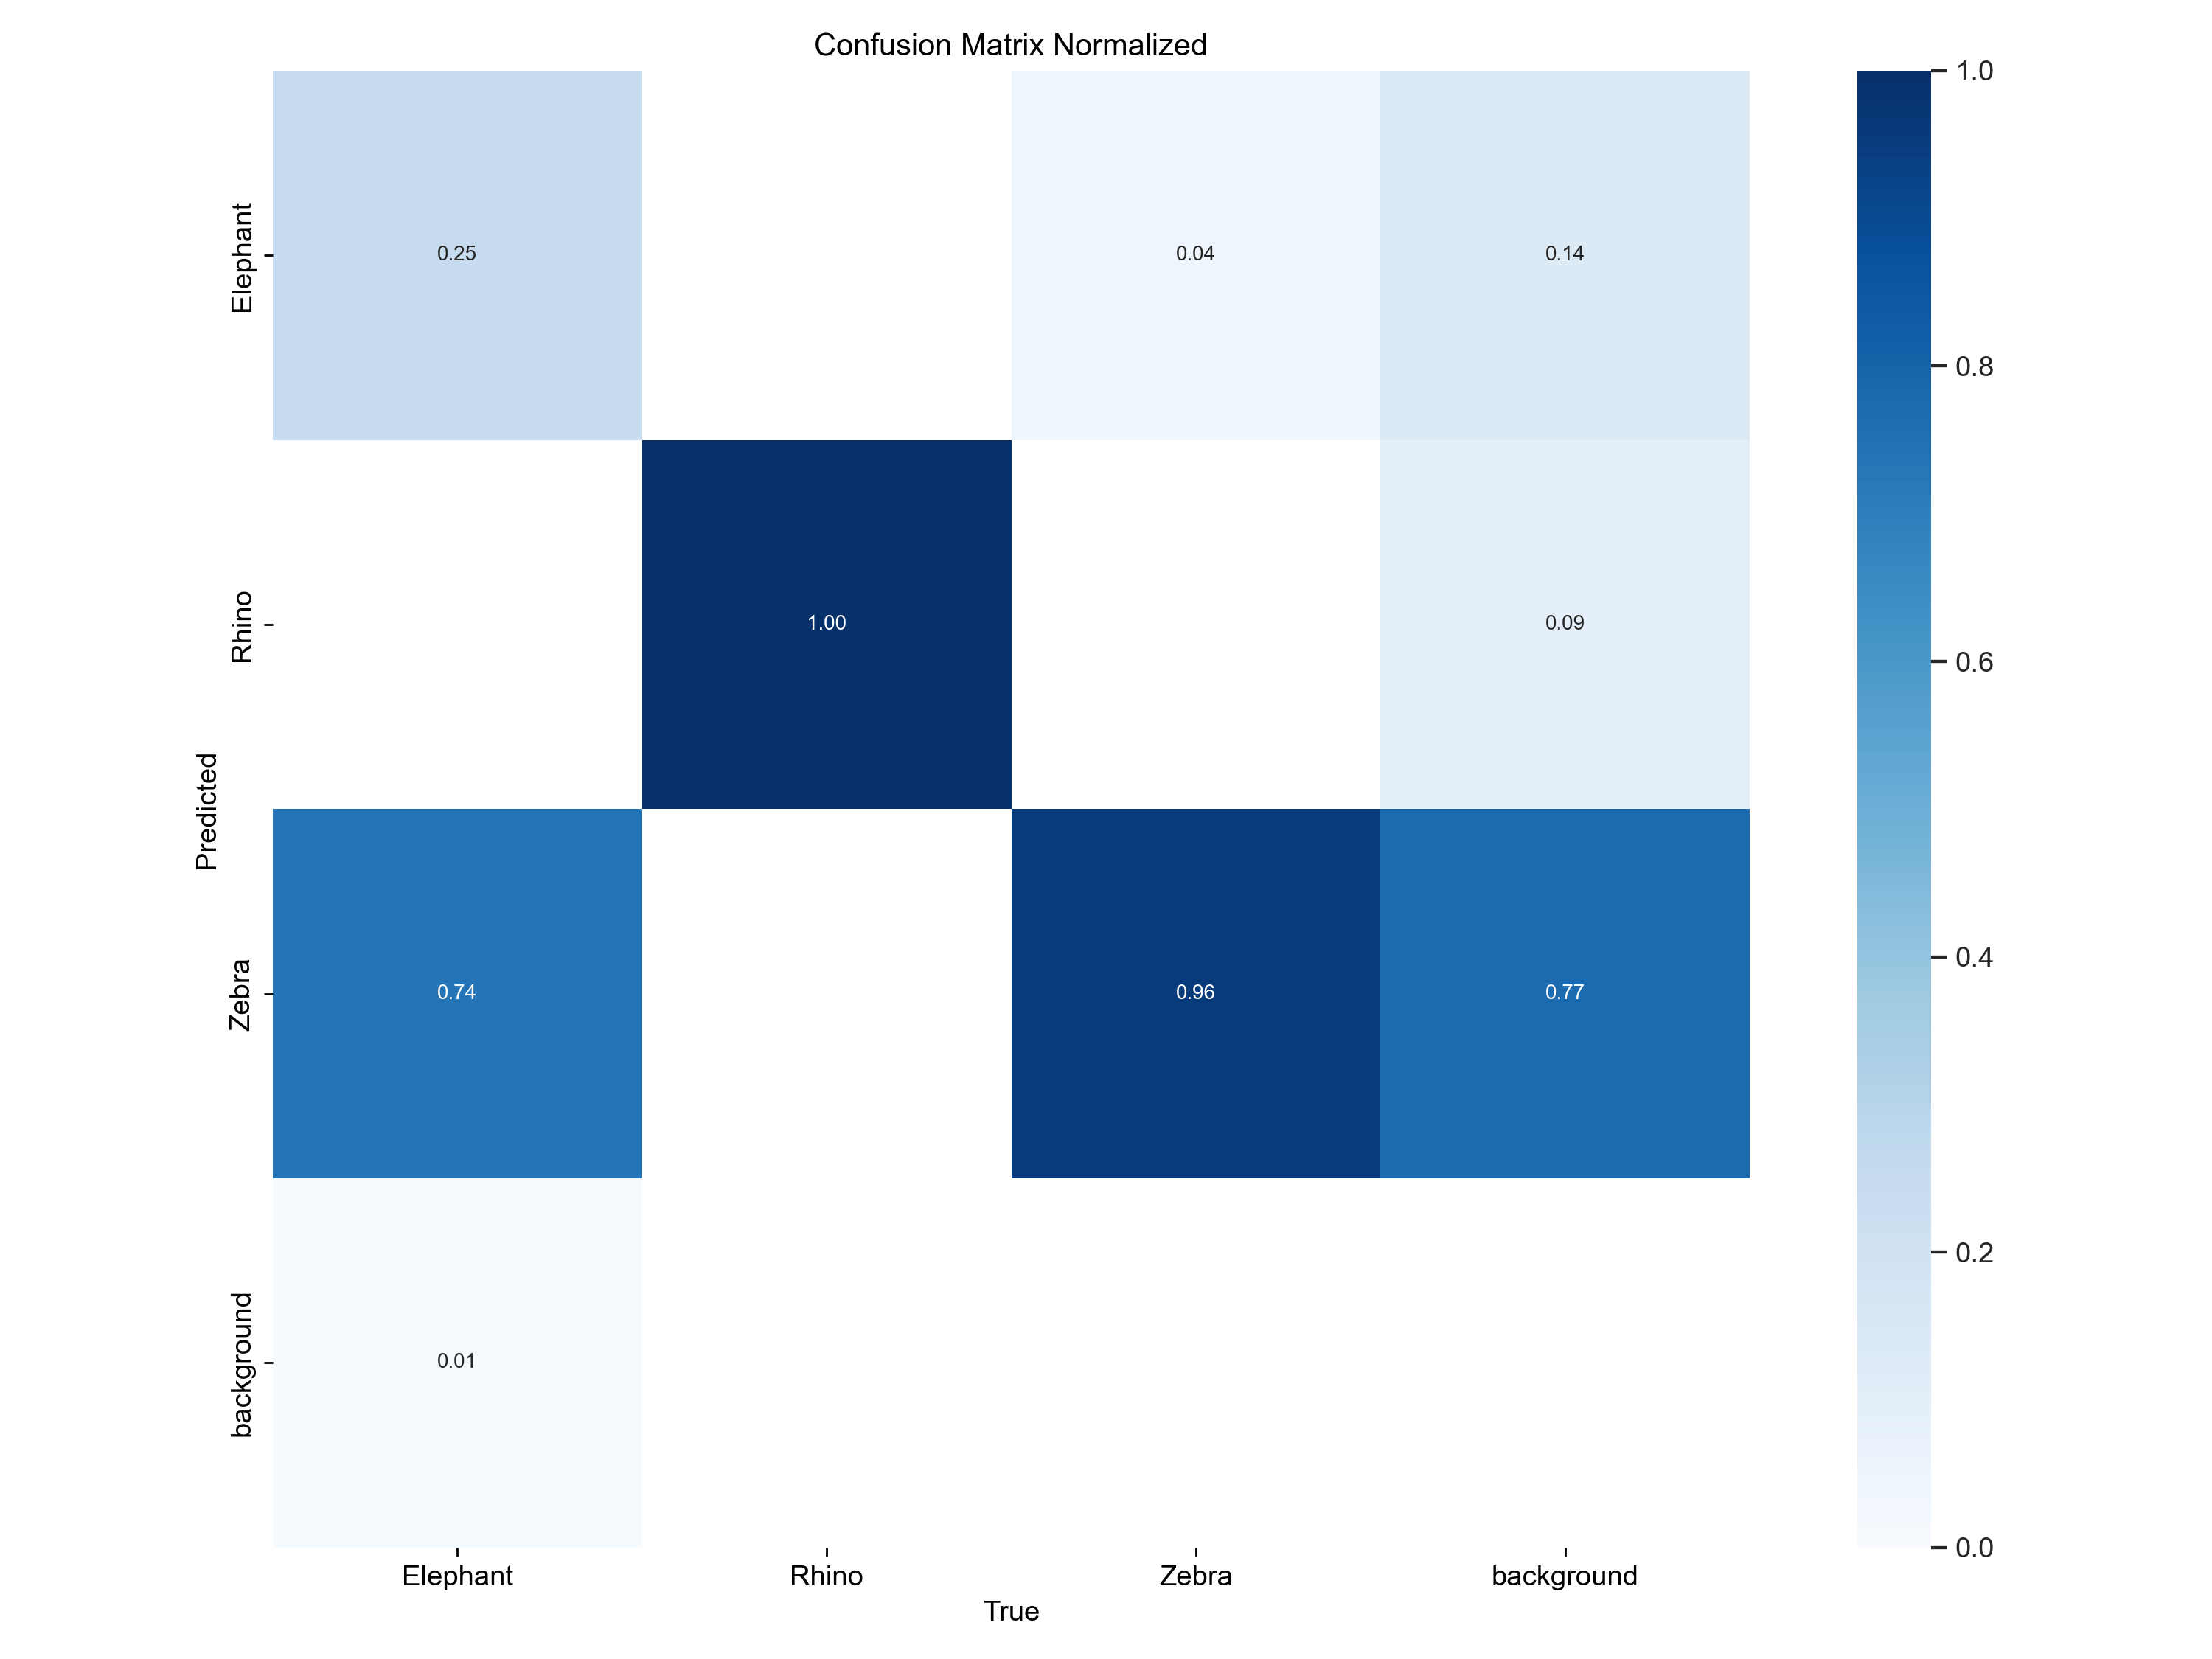 Confusion Matrix Normalized
Elephant
0.25
0.04
0.14
Rhino
1.00
0.09
Zebra
0.74
0.96
0.77
background
0.01
Predicted
Elephant
Rhino
Zebra
background
True
1.0
0.8
0.6
0.4
0.2
0.0